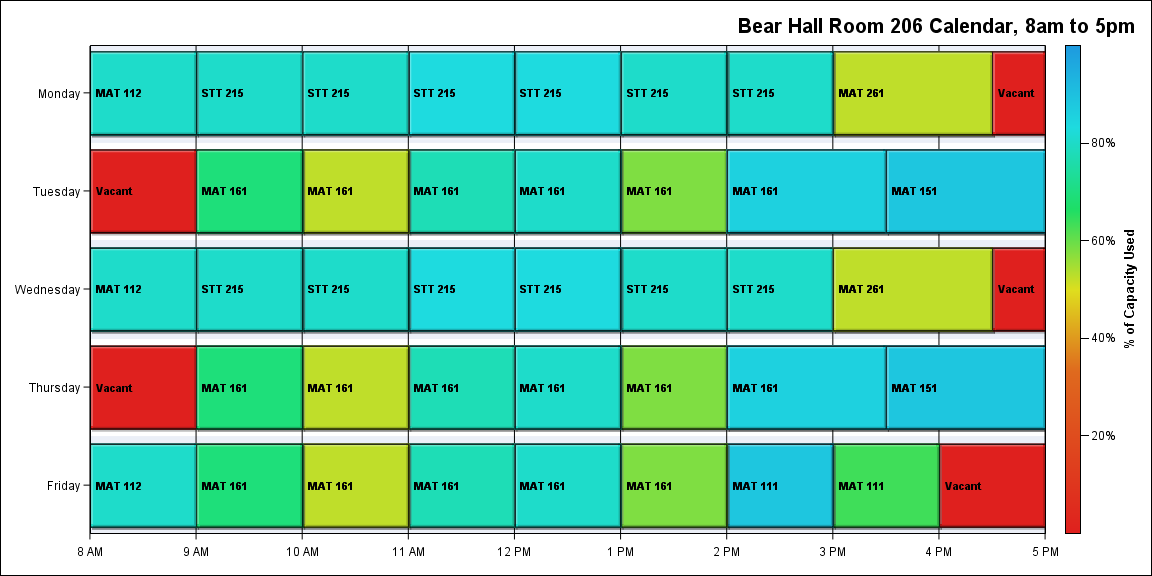 Bear Hall Room 206 Calendar, 8am to 5pm
Monday
MAT 112 STT 215 STT 215 STT 215 STT 215 STT 215 STT 215 MAT 261 Vacant
Tuesday
Vacant MAT 161 MAT 161 MAT 161 MAT 161 MAT 161 MAT 161 MAT 151
Wednesday
MAT 112 STT 215 STT 215 STT 215 STT 215 STT 215 STT 215 MAT 261 Vacant
Thursday
Vacant MAT 161 MAT 161 MAT 161 MAT 161 MAT 161 MAT 161 MAT 151
Friday
MAT 112 MAT 161 MAT 161 MAT 161 MAT 161 MAT 161 MAT 111 MAT 111 Vacant
8 AM 9 AM 10 AM 11 AM 12 PM 1 PM 2 PM 3 PM 4 PM 5 PM
80%
60%
40%
20%
% of Capacity Used